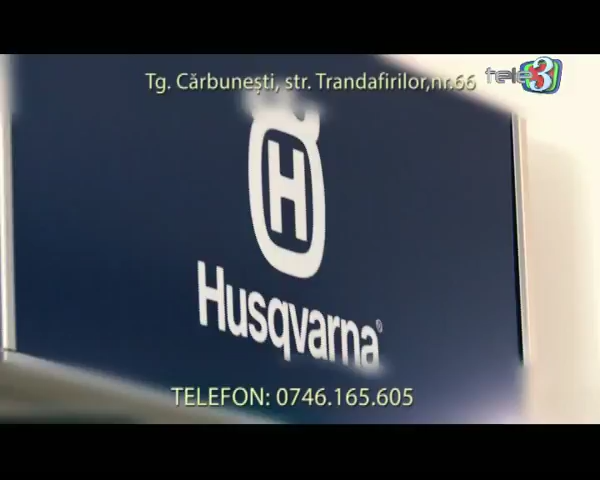 Tg. Cărbunești, str. Trandafirilor,nr.66
tele3
H
Husqvarna®
TELEFON: 0746.165.605